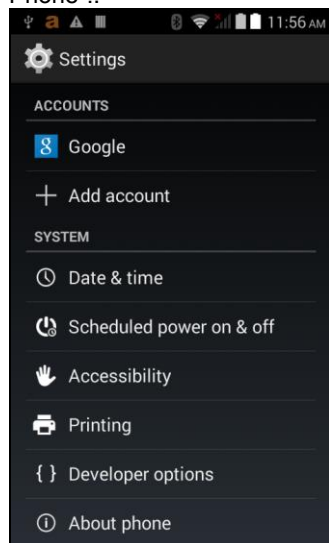 Phone ..
11:56 AM
Settings
ACCOUNTS
8 Google
Add account
SYSTEM
Date & time
Scheduled power on & off
Accessibility
Printing
{ } Developer options
About phone